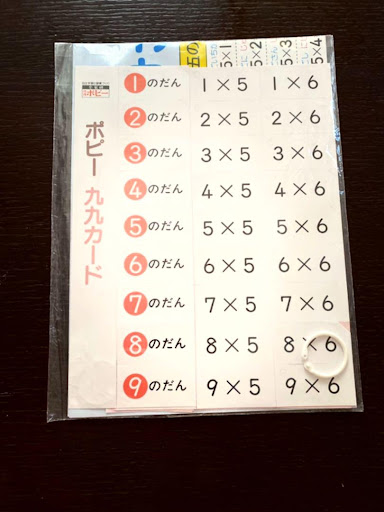 ポピー 九九カード
ポピー
五の
5×1
5×2
5×3
5×4
1のだん 1×5 1×6
2のだん 2×5 2×6
3のだん 3×5 3×6
4のだん 4×5 4×6
5のだん 5×5 5×6
6のだん 6×5 6×6
7のだん 7×5 7×6
8のだん 8×5 8×6
9のだん 9×5 9×6